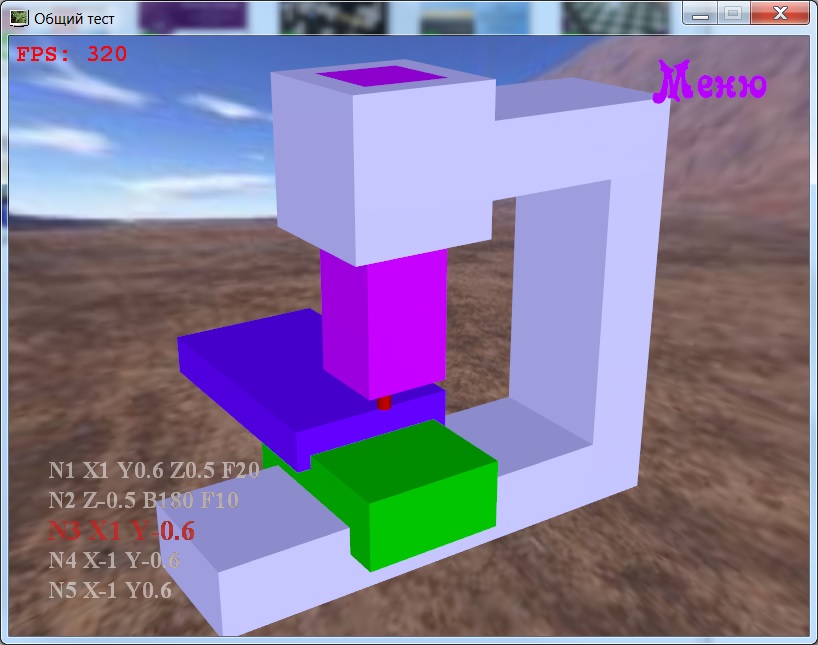 Общий тест
FPS: 320
Меню
N1 X1 Y0.6 Z0.5 F20
N2 Z-0.5 B180 F10
N3 X1 Y-0.6
N4 X-1 Y-0.6
N5 X-1 Y0.6